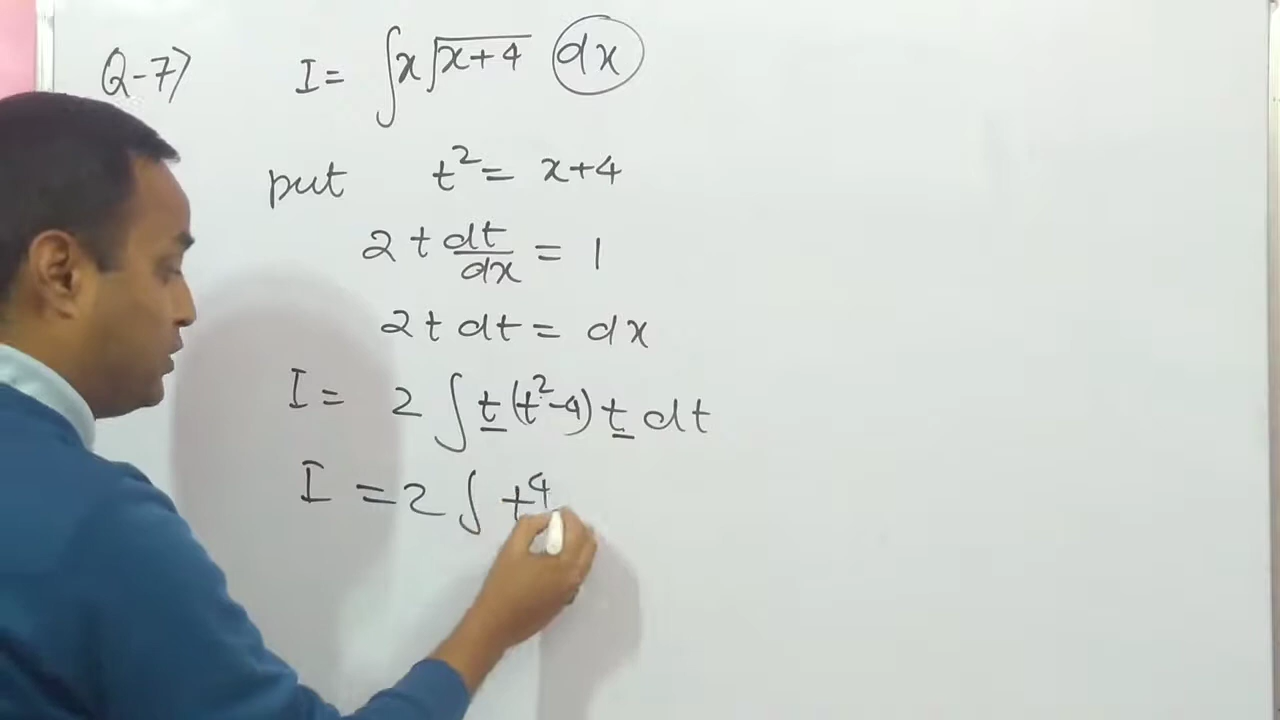 Q-7) I = ∫x√(x+4) dx
put t² = x+4
2t dt/dx = 1
2t dt = dx
I = 2 ∫ t(t²-4) t dt
I = 2 ∫ t⁴